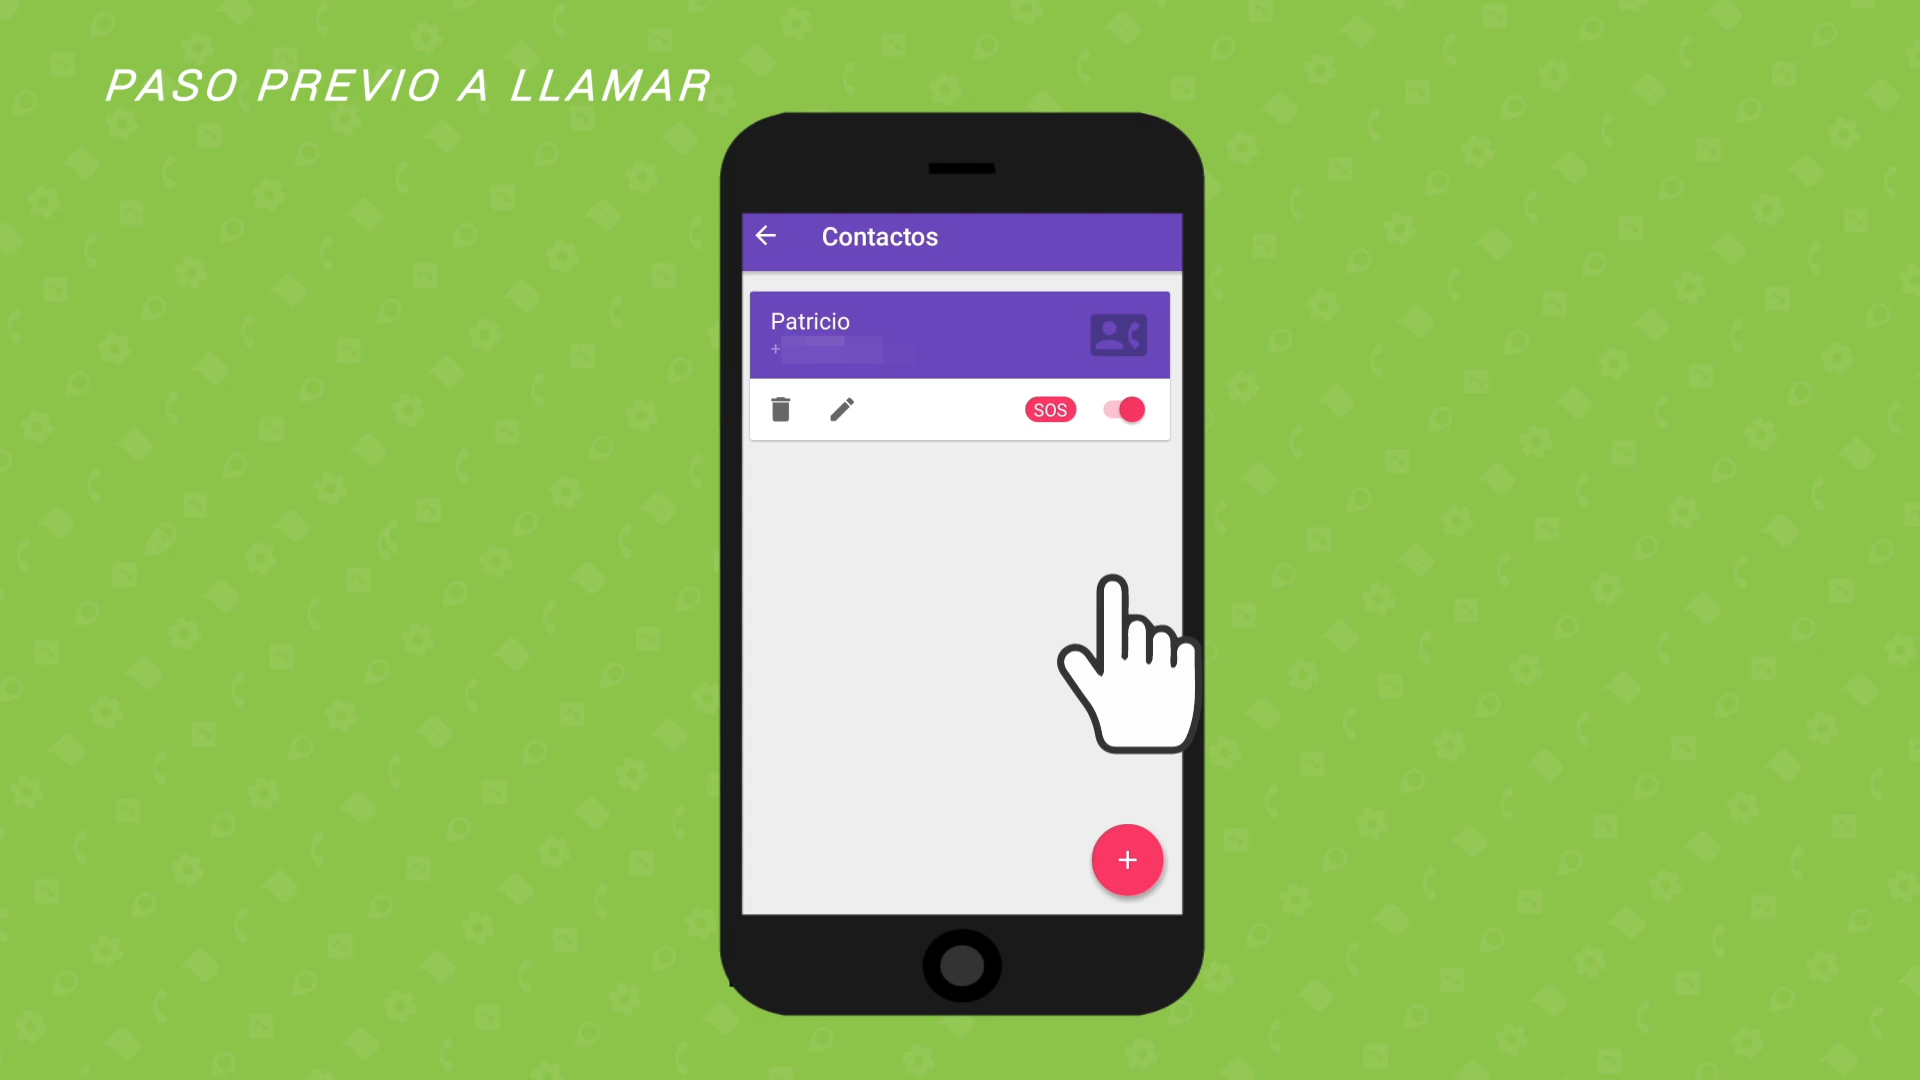 PASO PREVIO A LLAMAR
Contactos
Patricio
+
SOS
+